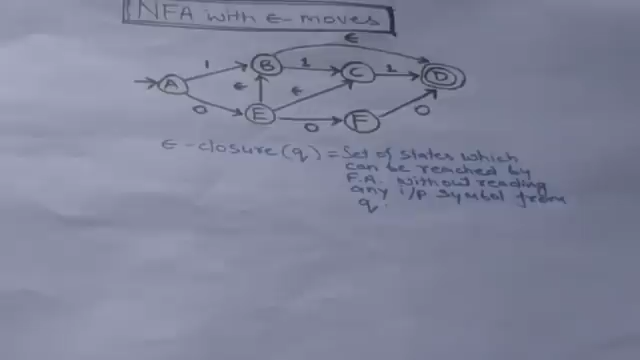 NFA with ϵ- moves
ϵ
1 B 1 C 1 D
A ϵ ϵ
0 E 0 F 0
ϵ-closure(q) = Set of states which
can be reached by
F.A. without reading
any i/p symbol from
q.